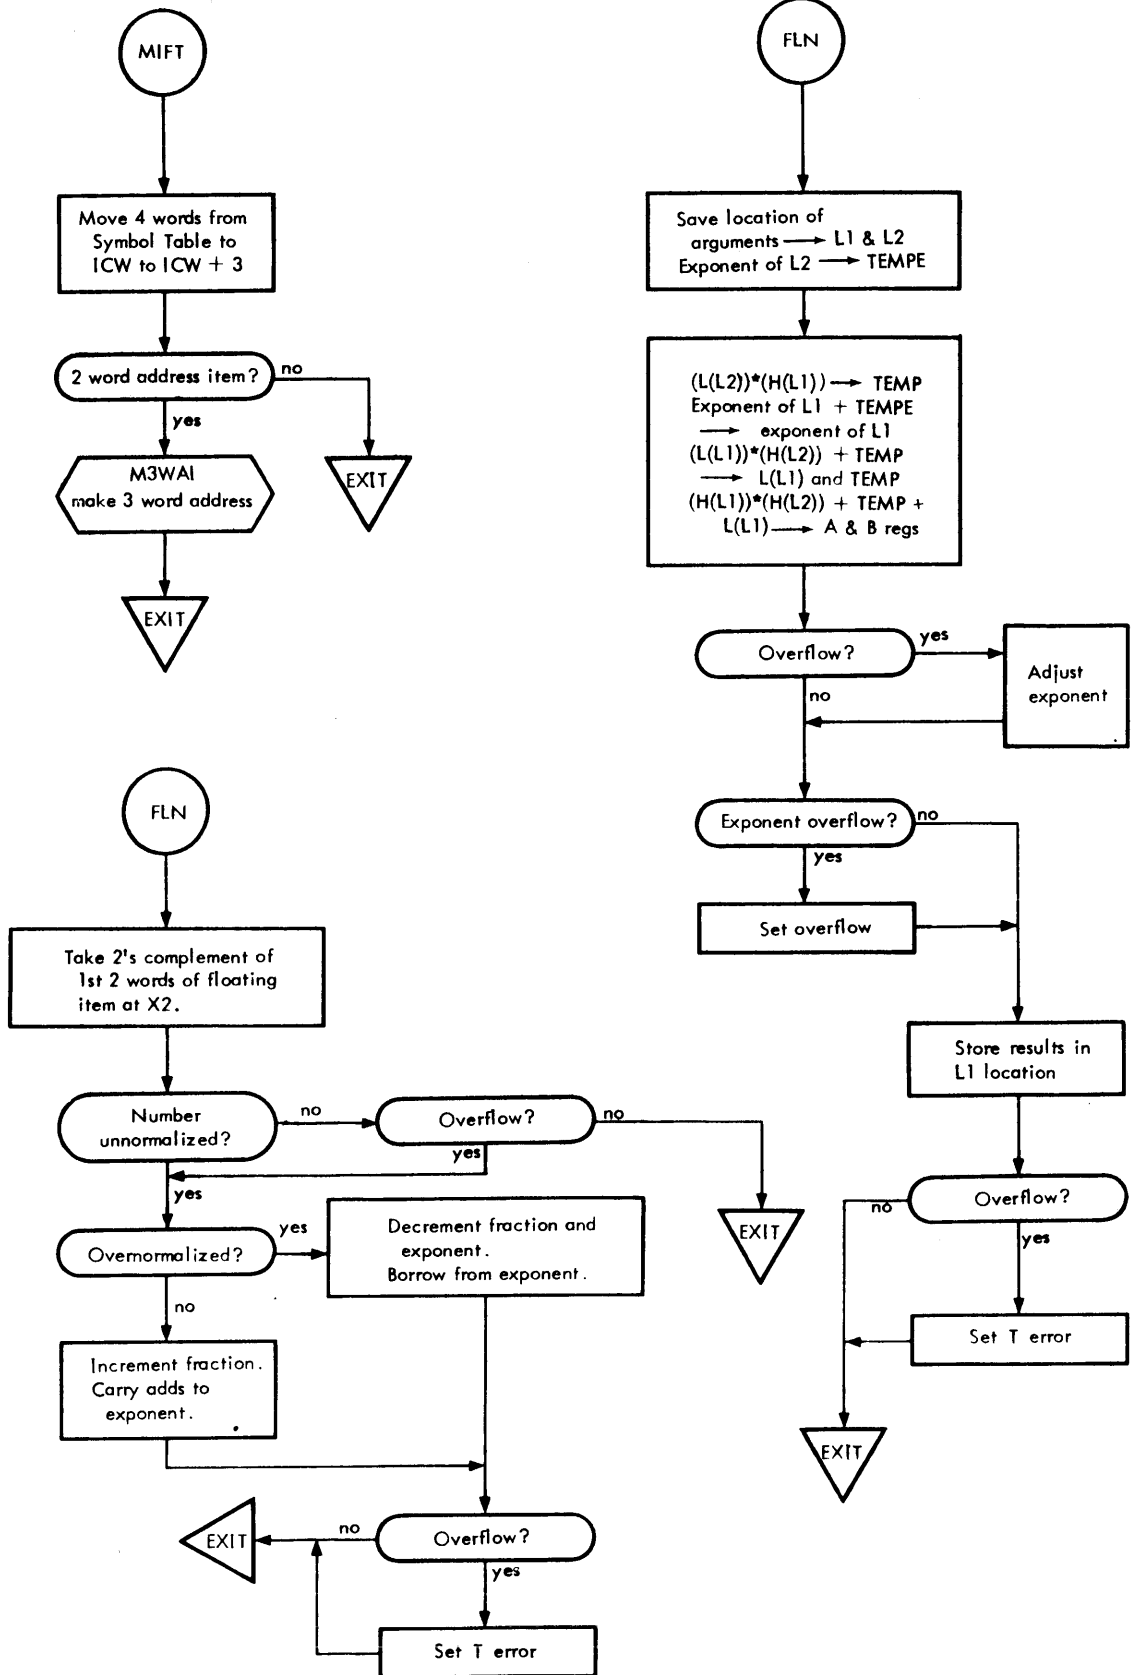 MIFT
Move 4 words from
Symbol Table to
ICW to ICW + 3
2 word address item?
no
yes
M3WAI
make 3 word address
EXIT
EXIT
FLN
Save location of
arguments → L1 & L2
Exponent of L2 → TEMPE
(L(L2))*(H(L1)) → TEMP
Exponent of L1 + TEMPE
→ exponent of L1
(L(L1))*(H(L2)) + TEMP
→ L(L1) and TEMP
(H(L1))*(H(L2)) + TEMP +
L(L1) → A & B regs
Overflow?
yes
no
Adjust
exponent
Exponent overflow?
no
yes
Set overflow
Store results in
L1 location
Overflow?
no
yes
Set T error
EXIT
FLN
Take 2's complement of
1st 2 words of floating
item at X2.
Number
unnormalized?
no
yes
Overflow?
no
yes
EXIT
Overnormalized?
yes
no
Decrement fraction and
exponent.
Borrow from exponent.
Increment fraction.
Carry adds to
exponent.
Overflow?
no
yes
EXIT
Set T error